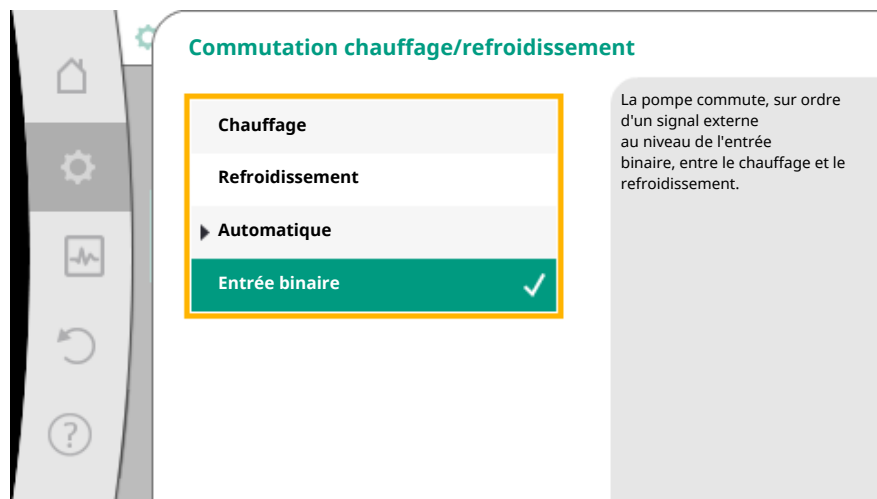 Commutation chauffage/refroidissement
Chauffage
Refroidissement
Automatique
Entrée binaire
La pompe commute, sur ordre
d'un signal externe
au niveau de l'entrée
binaire, entre le chauffage et le
refroidissement.
?